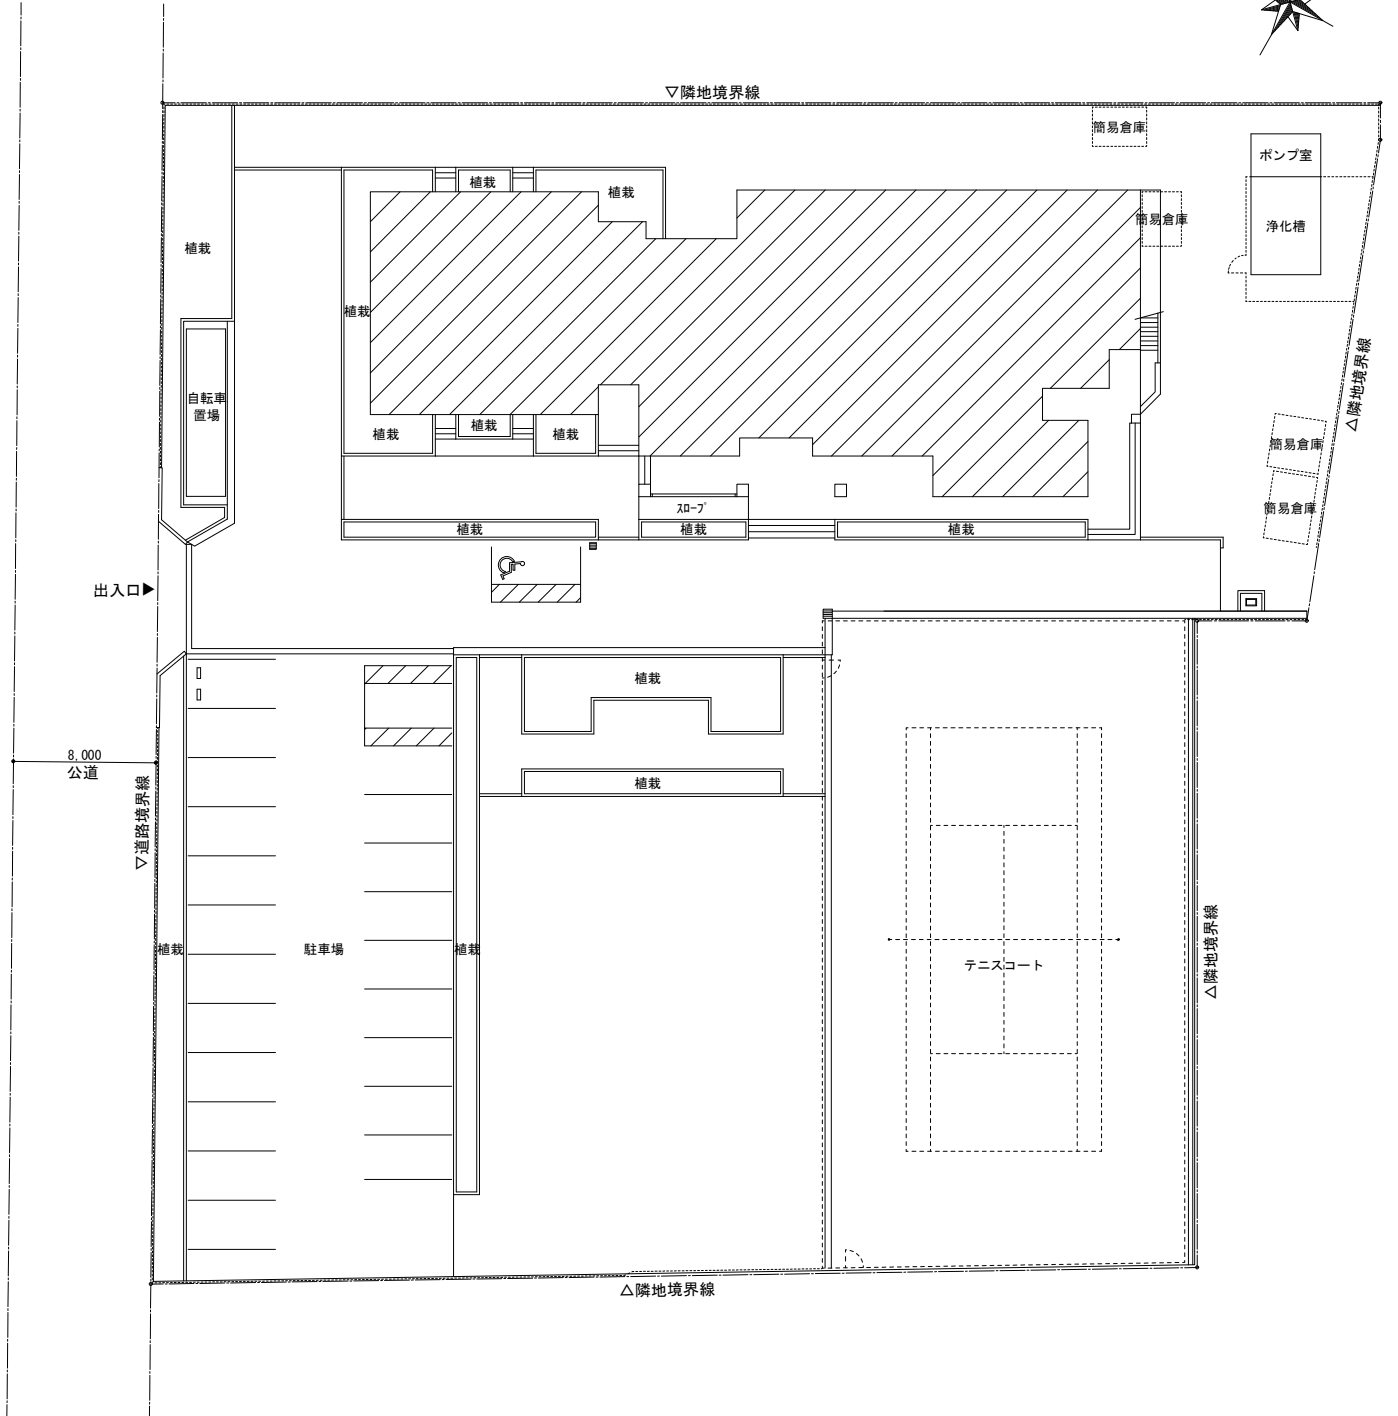 ▽隣地境界線
簡易倉庫
ポンプ室
植栽
植栽
簡易倉庫
浄化槽
植栽
植栽
△隣地境界線
自転車
置場
植栽
植栽
植栽
簡易倉庫
簡易倉庫
スロープ
植栽
植栽
植栽
出入口▶
植栽
8,000
公道
植栽
▽道路境界線
植栽
駐車場
植栽
テニスコート
△隣地境界線
△隣地境界線